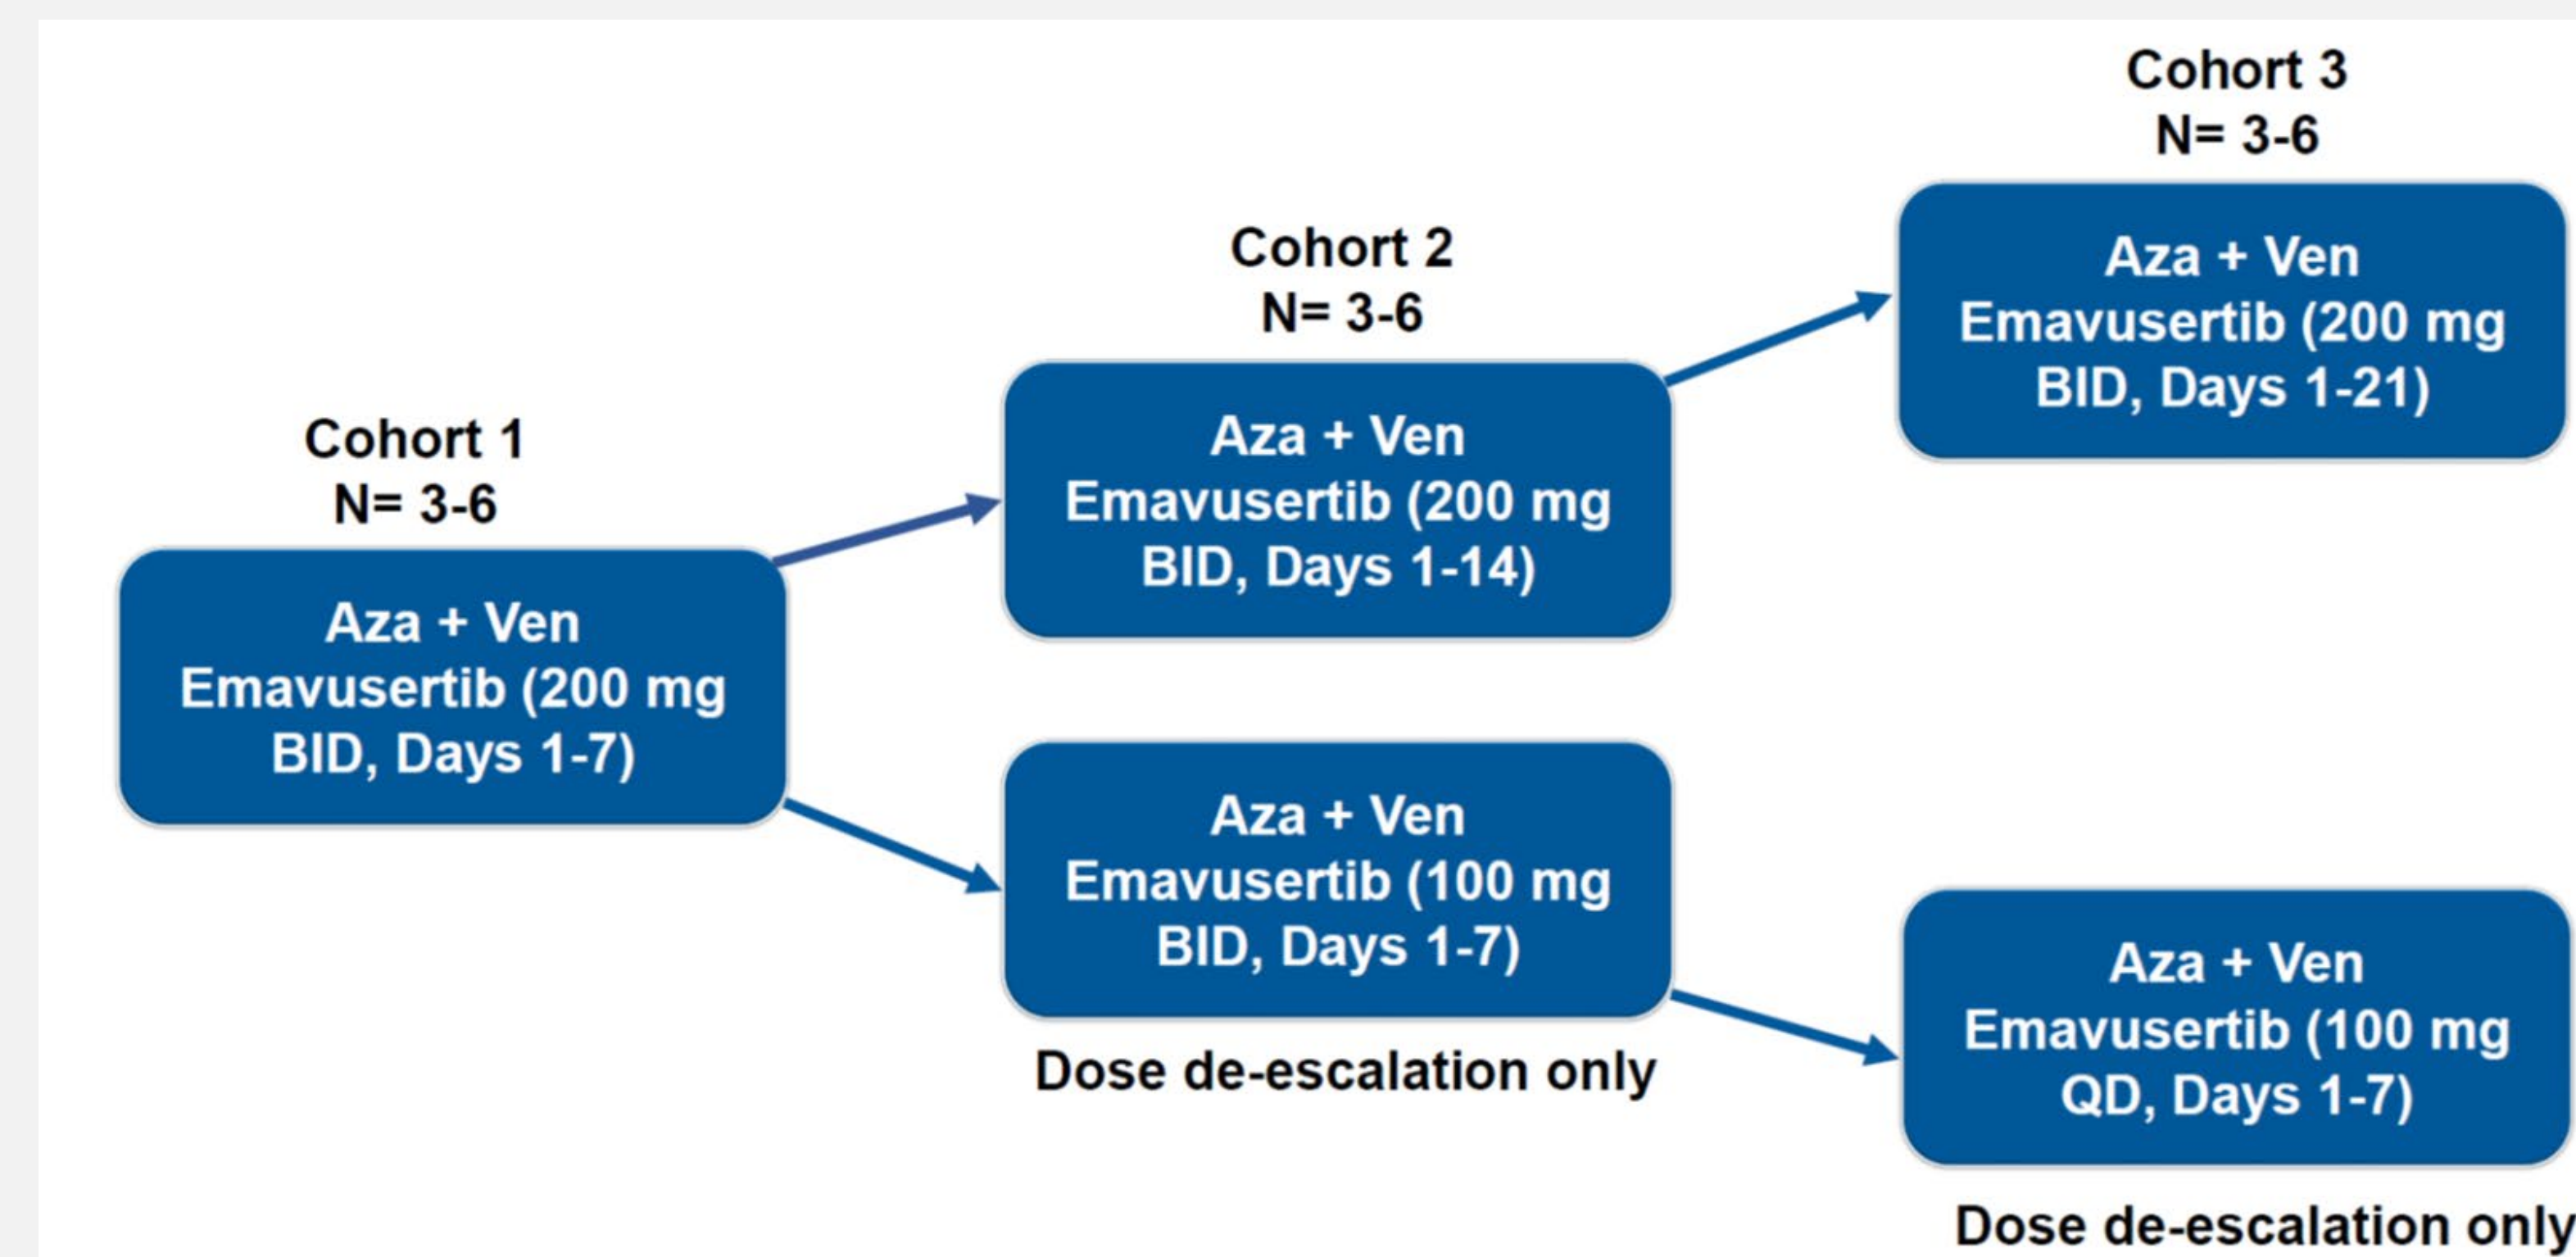 Cohort 1
N= 3-6
Aza + Ven
Emavusertib (200 mg
BID, Days 1-7)
Cohort 2
N= 3-6
Aza + Ven
Emavusertib (200 mg
BID, Days 1-14)
Aza + Ven
Emavusertib (100 mg
BID, Days 1-7)
Dose de-escalation only
Cohort 3
N= 3-6
Aza + Ven
Emavusertib (200 mg
BID, Days 1-21)
Aza + Ven
Emavusertib (100 mg
QD, Days 1-7)
Dose de-escalation only